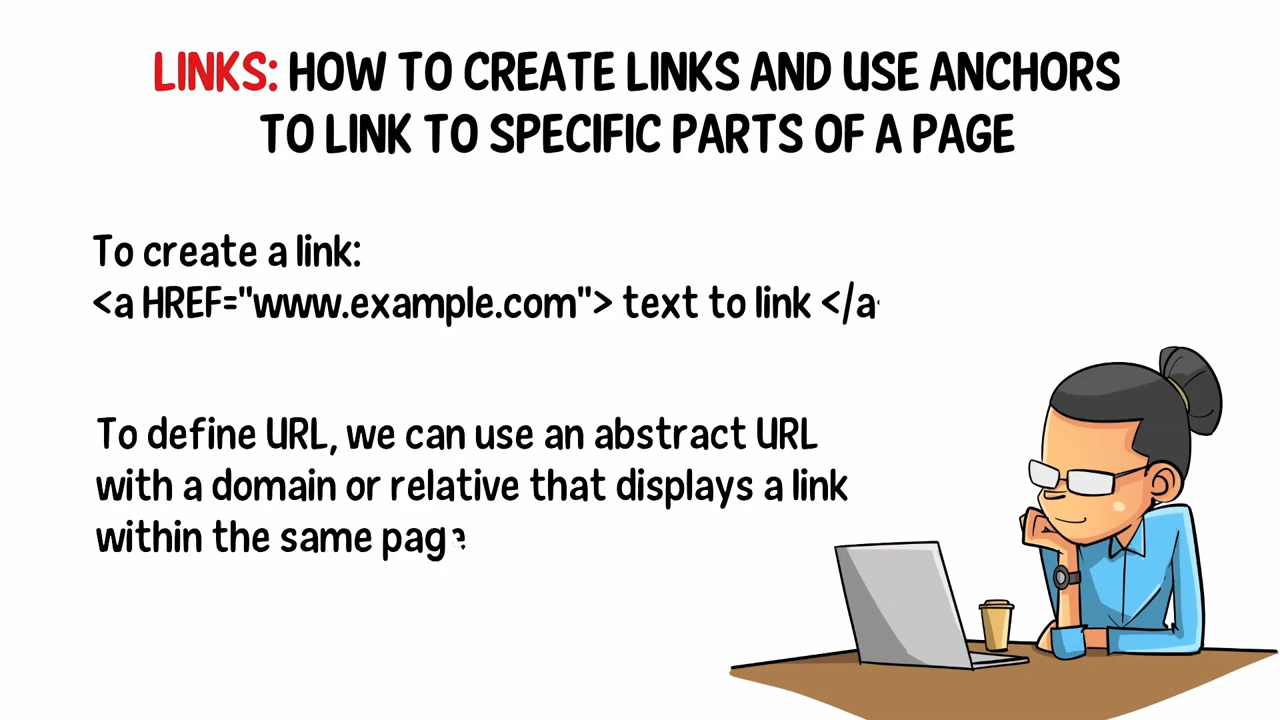 LINKS: HOW TO CREATE LINKS AND USE ANCHORS
TO LINK TO SPECIFIC PARTS OF A PAGE
To create a link:
<a HREF="www.example.com"> text to link </a
To define URL, we can use an abstract URL
with a domain or relative that displays a link
within the same page